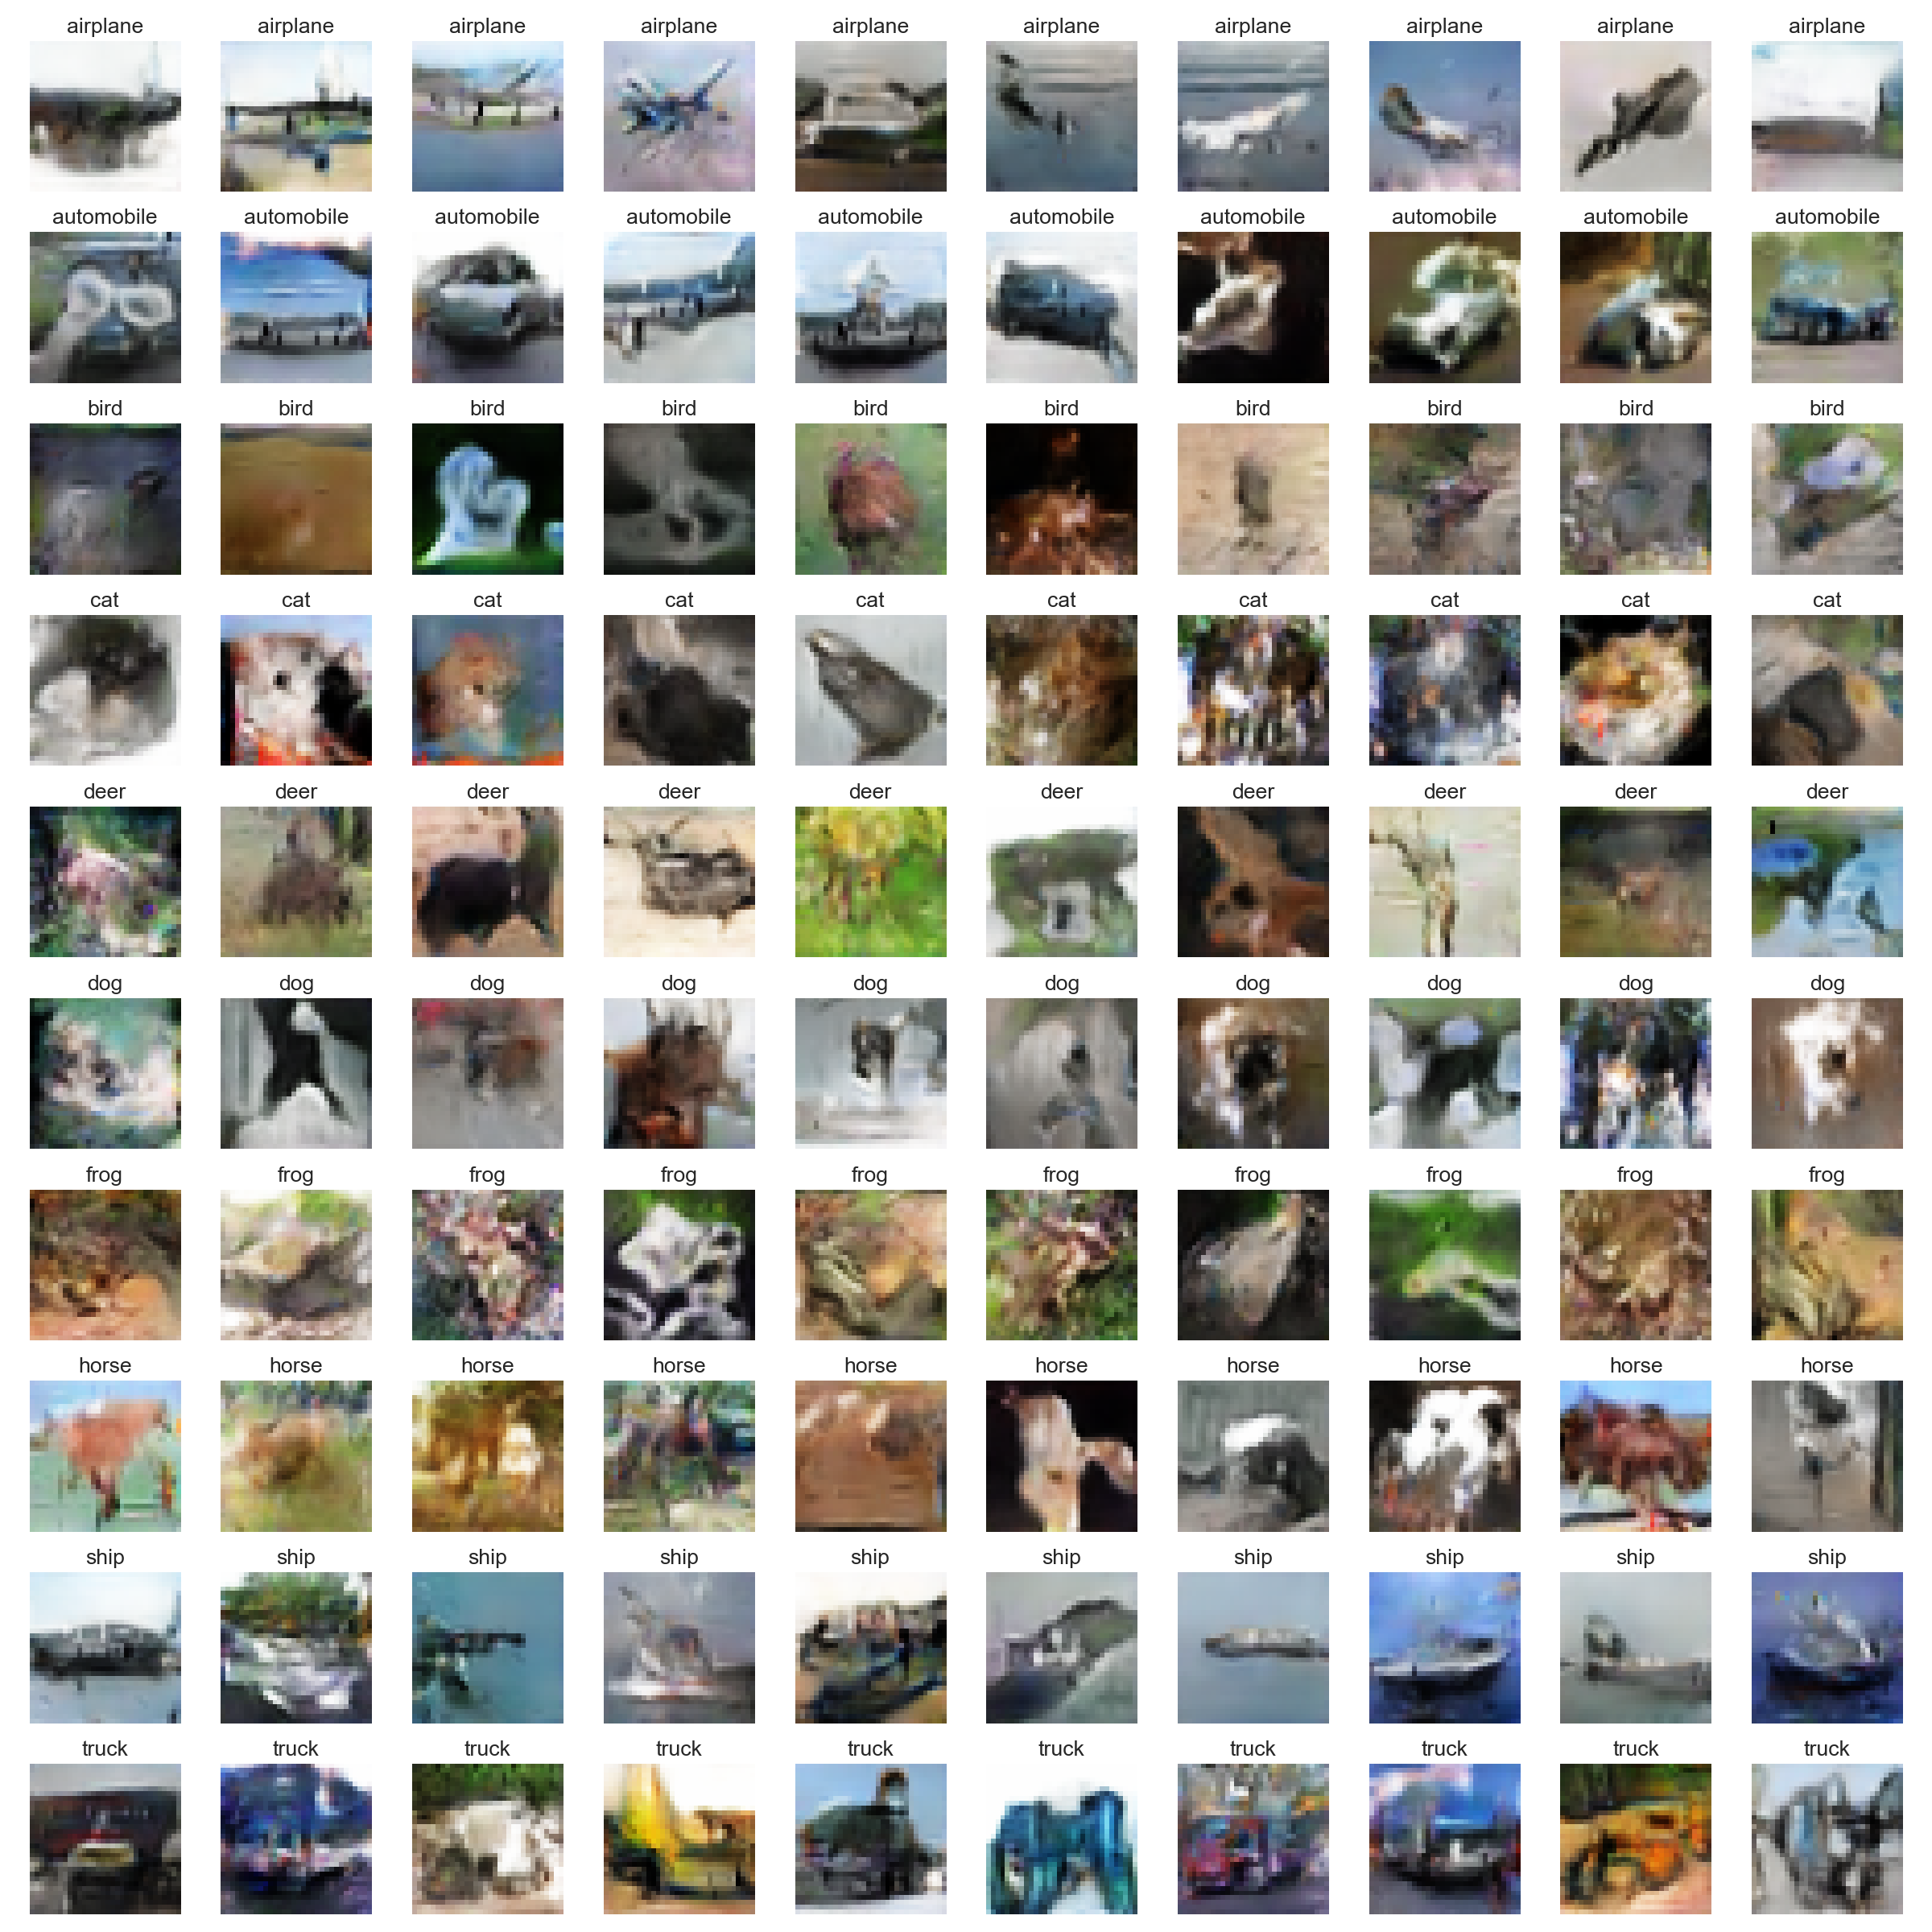 airplane airplane airplane airplane airplane airplane airplane airplane airplane airplane
automobile automobile automobile automobile automobile automobile automobile automobile automobile automobile
bird bird bird bird bird bird bird bird bird bird
cat cat cat cat cat cat cat cat cat cat
deer deer deer deer deer deer deer deer deer deer
dog dog dog dog dog dog dog dog dog dog
frog frog frog frog frog frog frog frog frog frog
horse horse horse horse horse horse horse horse horse horse
ship ship ship ship ship ship ship ship ship ship
truck truck truck truck truck truck truck truck truck truck